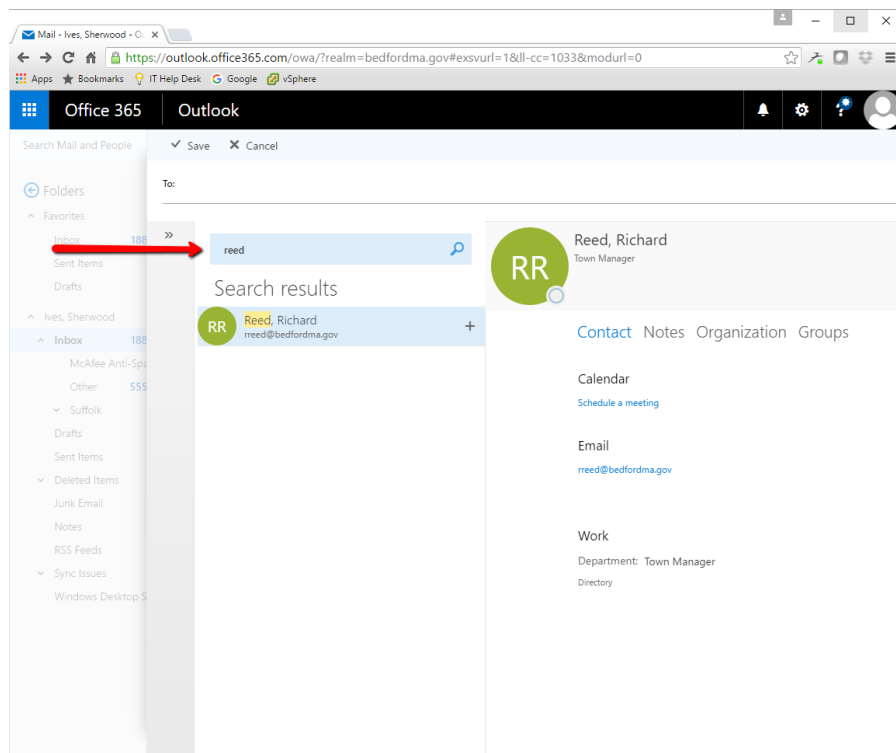 Mail - Ives, Sherwood - O
https://outlook.office365.com/owa/?realm=bedfordma.gov#exsvurl=1&ll-cc=1033&modurl=0
Apps Bookmarks IT Help Desk G Google vSphere
Office 365 Outlook ?
Search Mail and People Save Cancel
To:
Folders
Favorites
Inbox 188
Sent Items
Drafts
Ives, Sherwood
Inbox 188
McAfee Anti-Spa
Other 555
Suffolk
Drafts
Sent Items
Deleted Items
Junk Email
Notes
RSS Feeds
Sync Issues
Windows Desktop S
»
reed
Search results
RR
Reed, Richard
rreed@bedfordma.gov
+
RR
Reed, Richard
Town Manager
Contact Notes Organization Groups
Calendar
Schedule a meeting
Email
rreed@bedfordma.gov
Work
Department: Town Manager
Directory